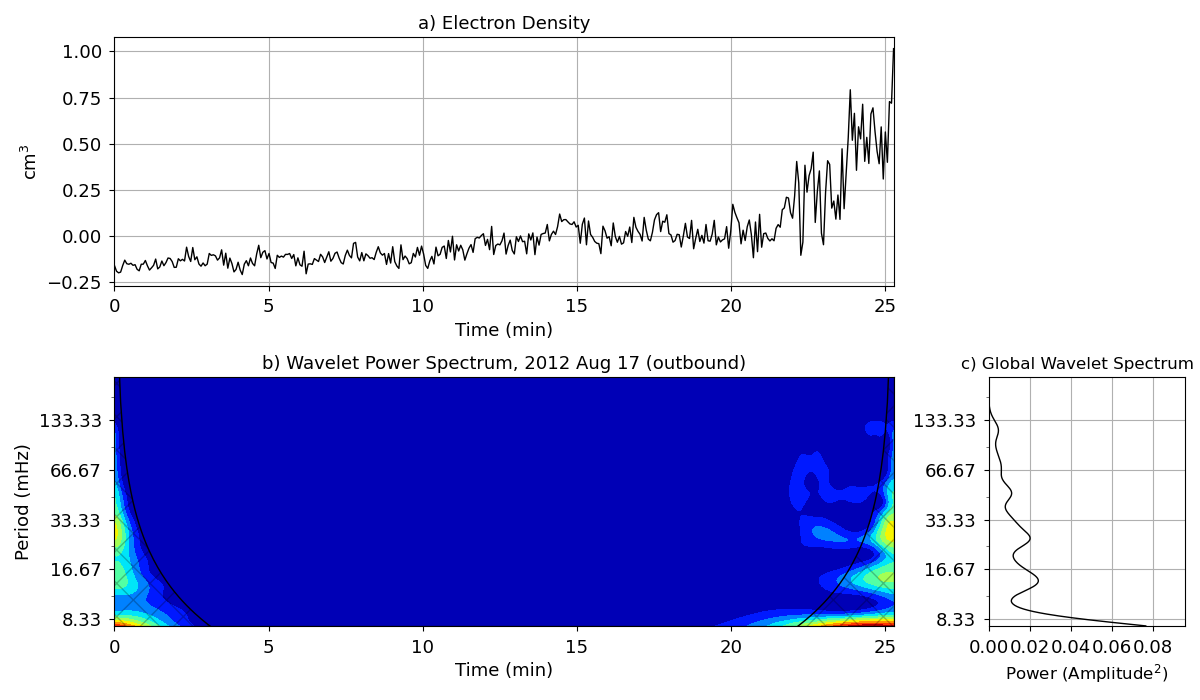 a) Electron Density
1.00
0.75
0.50
0.25
0.00
−0.25
cm³
0 5 10 15 20 25
Time (min)
b) Wavelet Power Spectrum, 2012 Aug 17 (outbound)
133.33
66.67
33.33
16.67
8.33
Period (mHz)
0 5 10 15 20 25
Time (min)
c) Global Wavelet Spectrum
133.33
66.67
33.33
16.67
8.33
0.00 0.02 0.04 0.06 0.08
Power (Amplitude²)